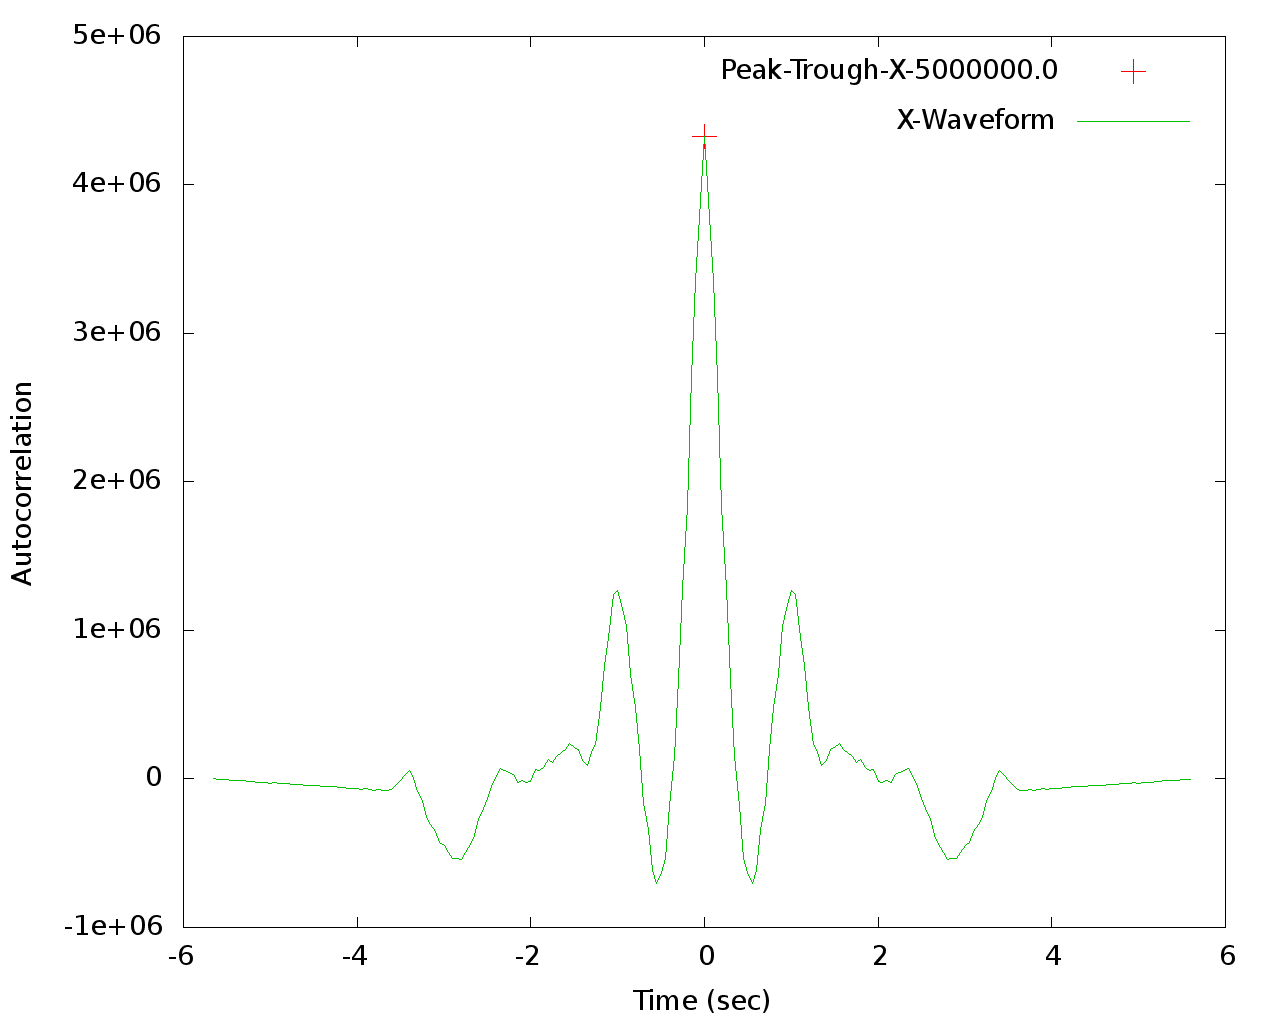 5e+06
Peak-Trough-X-5000000.0
X-Waveform
4e+06
3e+06
Autocorrelation
2e+06
1e+06
0
-1e+06
-6 -4 -2 0 2 4 6
Time (sec)